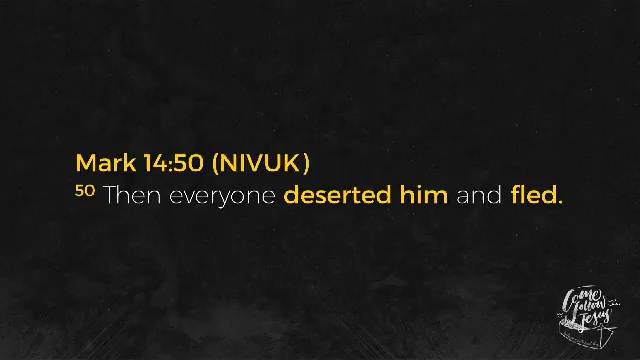 Mark 14:50 (NIVUK)
50 Then everyone deserted him and fled.
Come
follow
Jesus